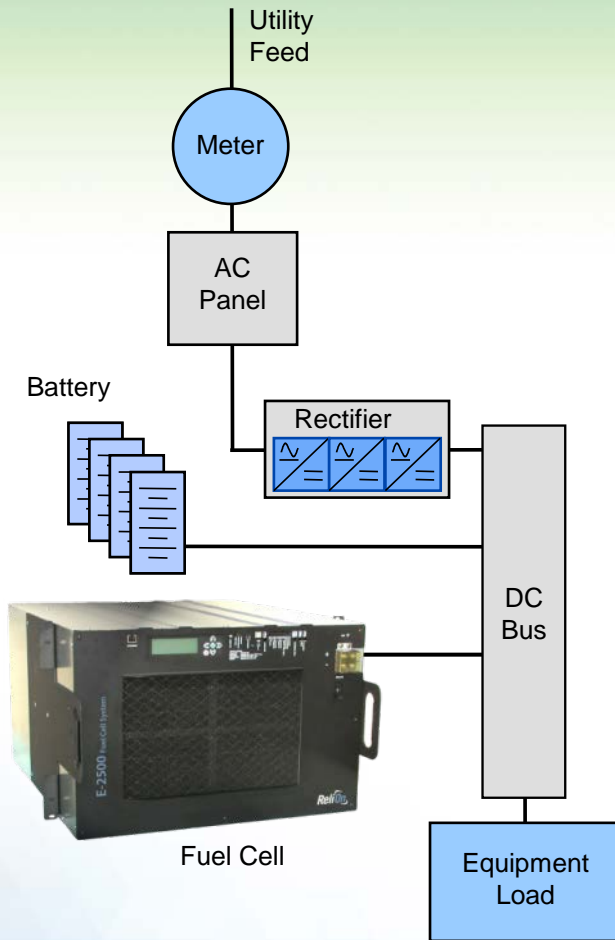 Utility
Feed
Meter
AC
Panel
Battery
Rectifier
DC
Bus
E-2500 Fuel Cell System
ReliOn
Fuel Cell
Equipment
Load